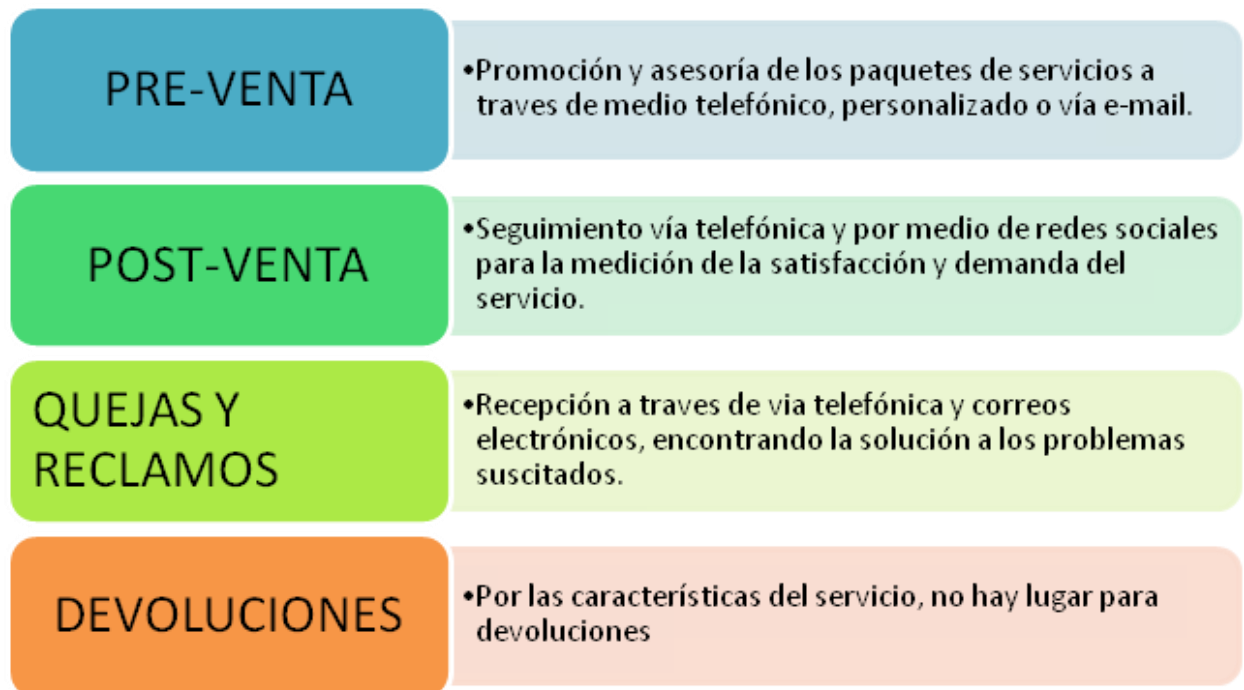 PRE-VENTA
•Promoción y asesoría de los paquetes de servicios a
traves de medio telefónico, personalizado o vía e-mail.
POST-VENTA
•Seguimiento vía telefónica y por medio de redes sociales
para la medición de la satisfacción y demanda del
servicio.
QUEJAS Y
RECLAMOS
•Recepción a traves de via telefónica y correos
electrónicos, encontrando la solución a los problemas
suscitados.
DEVOLUCIONES
•Por las características del servicio, no hay lugar para
devoluciones